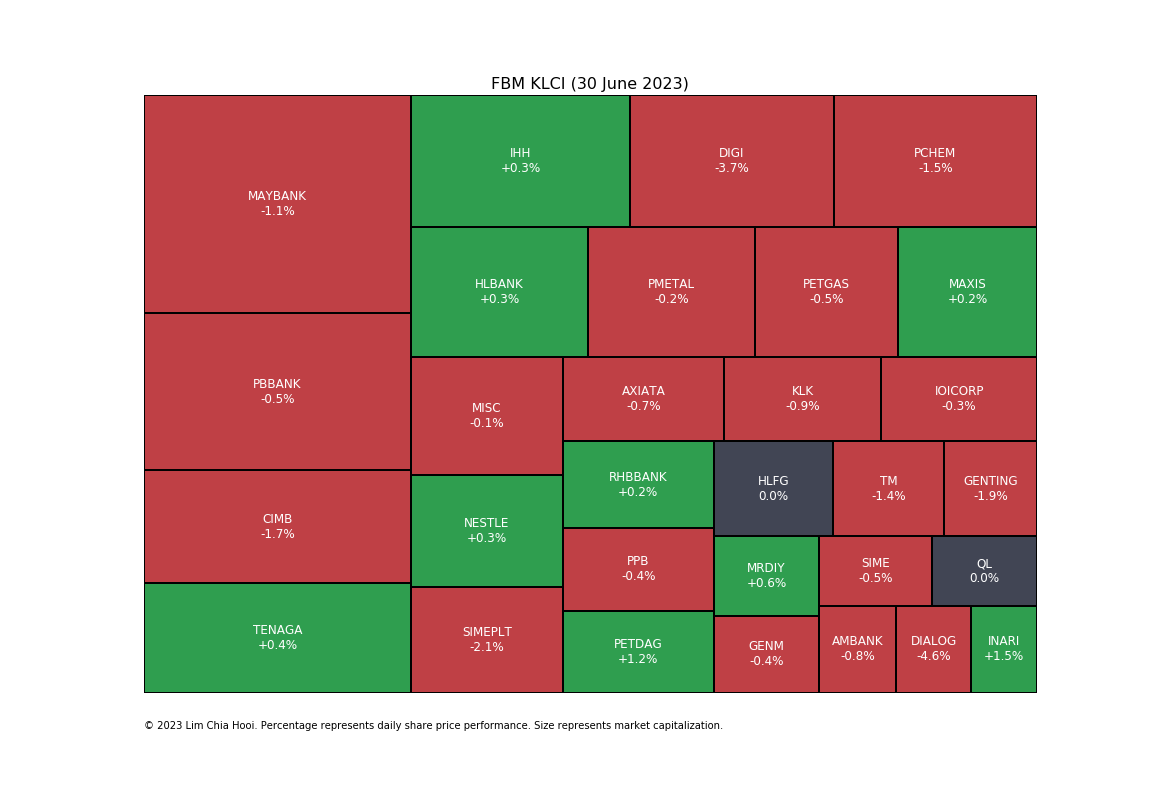 FBM KLCI (30 June 2023)
MAYBANK
-1.1%
PBBANK
-0.5%
CIMB
-1.7%
TENAGA
+0.4%
IHH
+0.3%
DIGI
-3.7%
PCHEM
-1.5%
HLBANK
+0.3%
PMETAL
-0.2%
PETGAS
-0.5%
MAXIS
+0.2%
MISC
-0.1%
NESTLE
+0.3%
SIMEPLT
-2.1%
AXIATA
-0.7%
KLK
-0.9%
IOICORP
-0.3%
RHBBANK
+0.2%
PPB
-0.4%
PETDAG
+1.2%
HLFG
0.0%
TM
-1.4%
GENTING
-1.9%
MRDIY
+0.6%
GENM
-0.4%
SIME
-0.5%
QL
0.0%
AMBANK
-0.8%
DIALOG
-4.6%
INARI
+1.5%
© 2023 Lim Chia Hooi. Percentage represents daily share price performance. Size represents market capitalization.